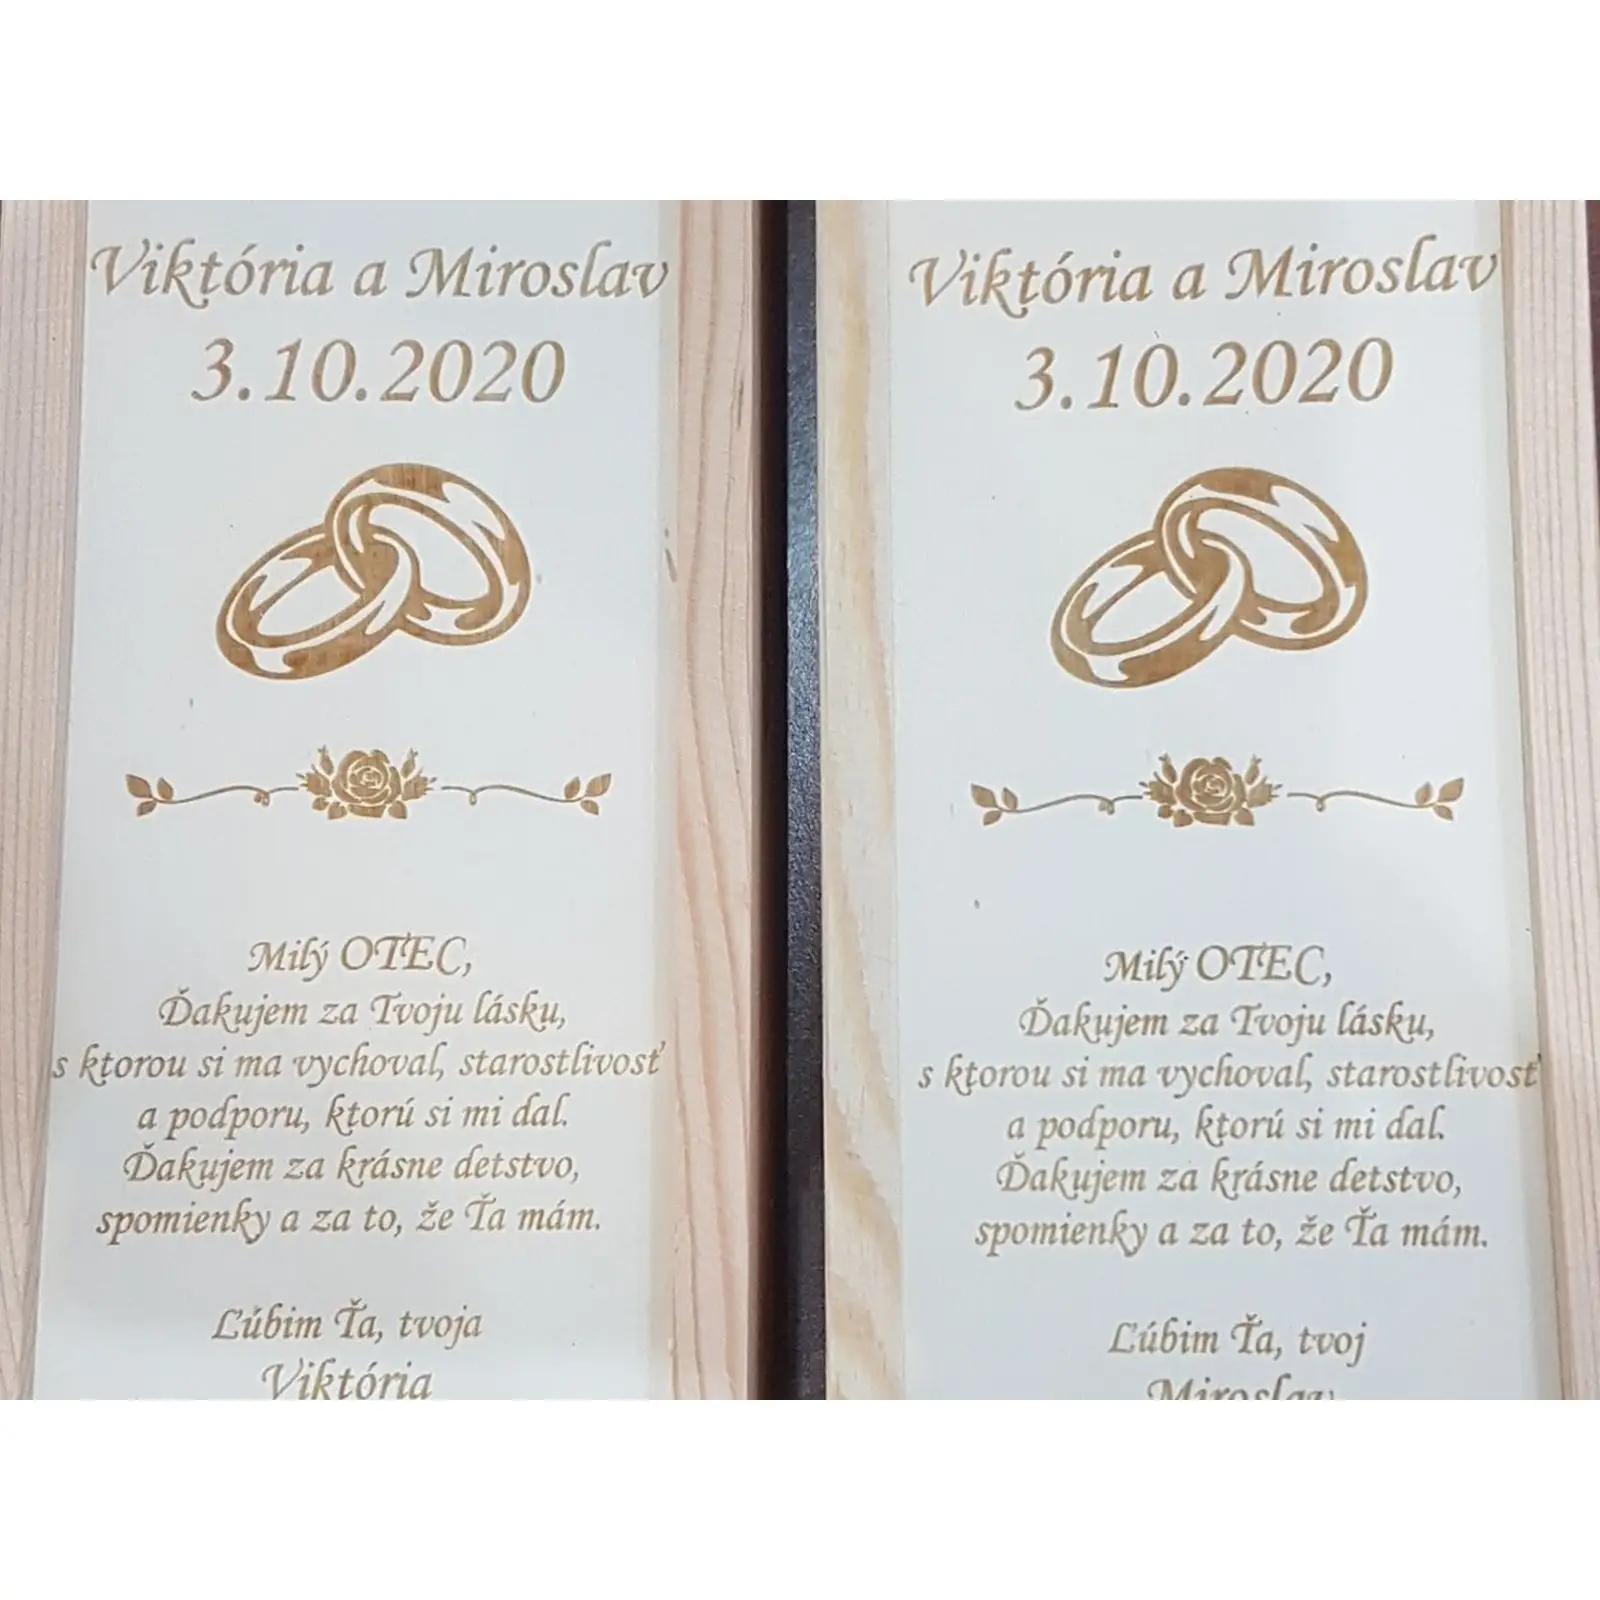 Viktória a Miroslav
3.10.2020
Milý OTEC,
Ďakujem za Tvoju lásku,
s ktorou si ma vychoval, starostlivosť
a podporu, ktorú si mi dal.
Ďakujem za krásne detstvo,
spomienky a za to, že Ťa mám.
Ľúbim Ťa, tvoja
Viktória
Viktória a Miroslav
3.10.2020
Milý OTEC,
Ďakujem za Tvoju lásku,
s ktorou si ma vychoval, starostlivosť
a podporu, ktorú si mi dal.
Ďakujem za krásne detstvo,
spomienky a za to, že Ťa mám.
Ľúbim Ťa, tvoj
Miroslav